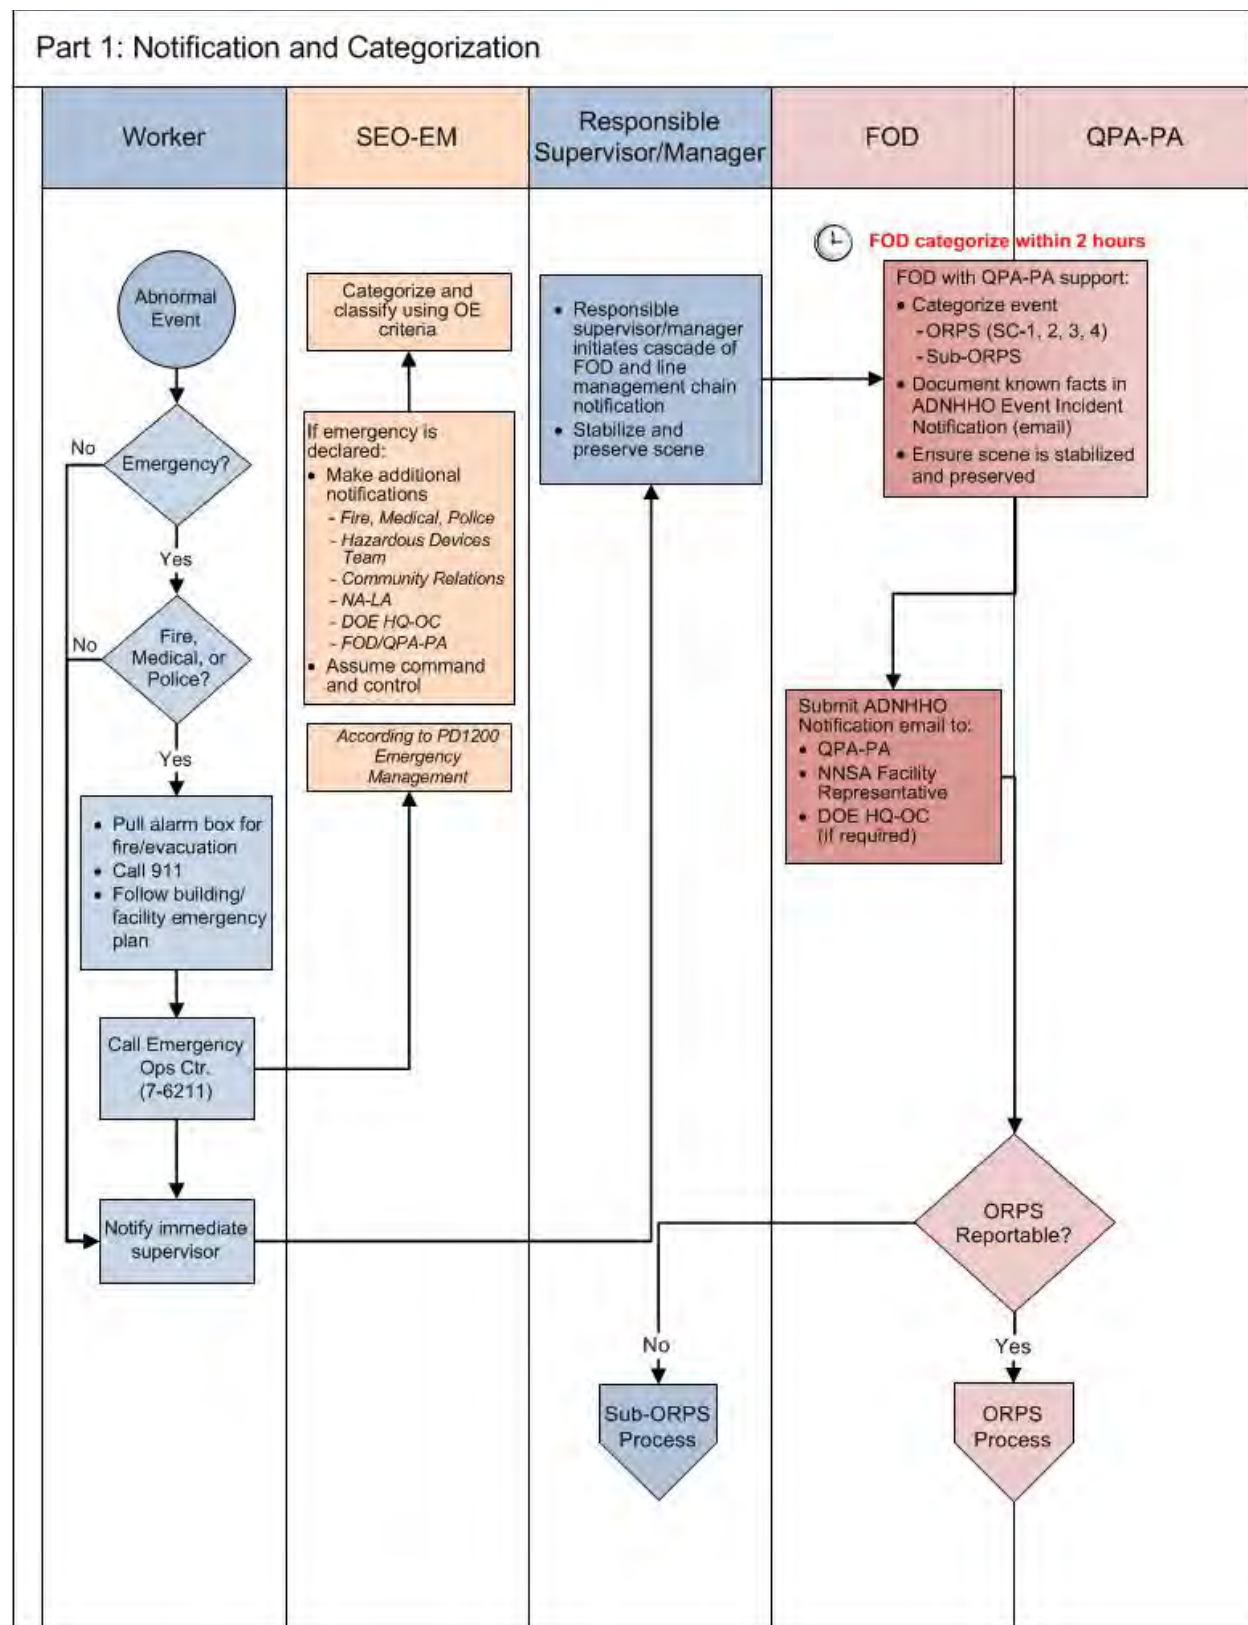 Part 1: Notification and Categorization
Worker
SEO-EM
Responsible
Supervisor/Manager
FOD
QPA-PA
Abnormal
Event
Emergency?
No
Yes
Fire,
Medical, or
Police?
No
Yes
• Pull alarm box for
fire/evacuation
• Call 911
• Follow building/
facility emergency
plan
Call Emergency
Ops Ctr.
(7-6211)
Notify immediate
supervisor
Categorize and
classify using OE
criteria
If emergency is
declared:
• Make additional
notifications
- Fire, Medical, Police
- Hazardous Devices
Team
- Community Relations
- NA-LA
- DOE HQ-OC
- FOD/QPA-PA
• Assume command
and control
According to PD1200
Emergency
Management
• Responsible
supervisor/manager
initiates cascade of
FOD and line
management chain
notification
• Stabilize and
preserve scene
FOD categorize within 2 hours
FOD with QPA-PA support:
• Categorize event
- ORPS (SC-1, 2, 3, 4)
- Sub-ORPS
• Document known facts in
ADNHHO Event Incident
Notification (email)
• Ensure scene is stabilized
and preserved
Submit ADNHHO
Notification email to:
• QPA-PA
• NNSA Facility
Representative
• DOE HQ-OC
(if required)
ORPS
Reportable?
No
Yes
Sub-ORPS
Process
ORPS
Process